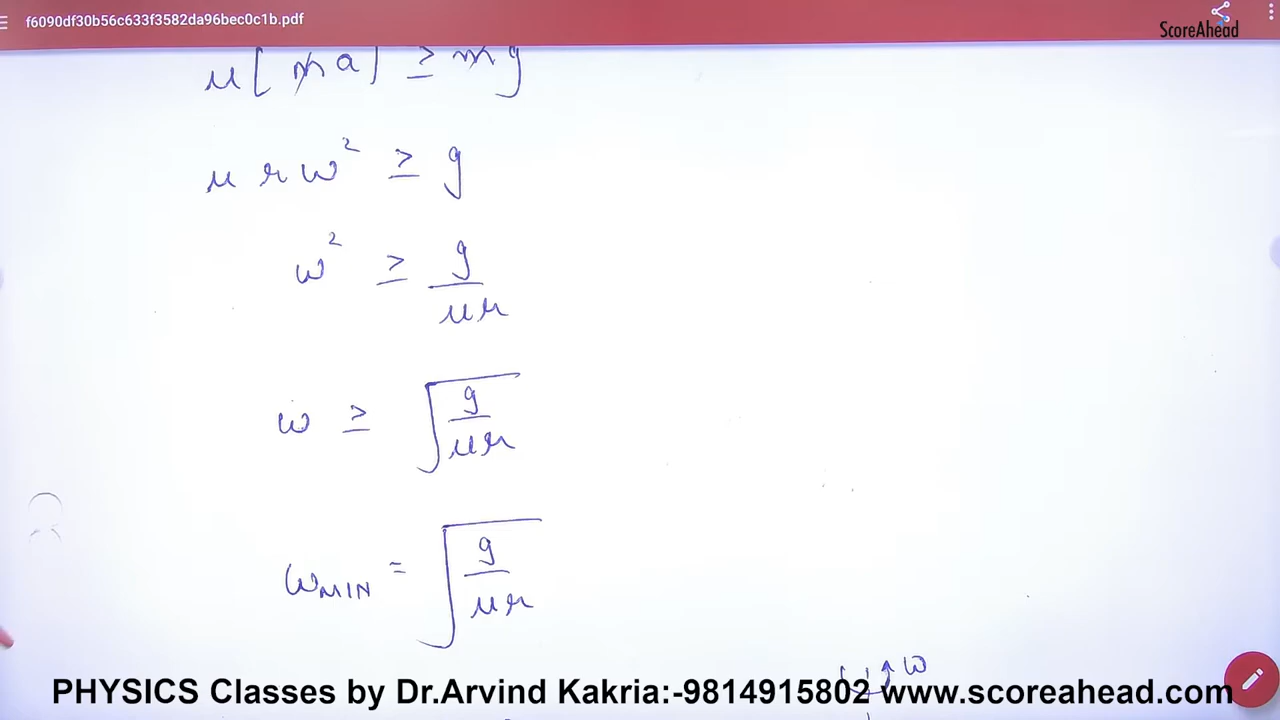 f6090df30b56c633f3582da96bec0c1b.pdf
ScoreAhead
μ[ma] ≥ mg
μ r ω² ≥ g
ω² ≥ g/μr
ω ≥ √(g/μr)
ω_MIN = √(g/μr)
ω
PHYSICS Classes by Dr.Arvind Kakria:-9814915802 www.scoreahead.com